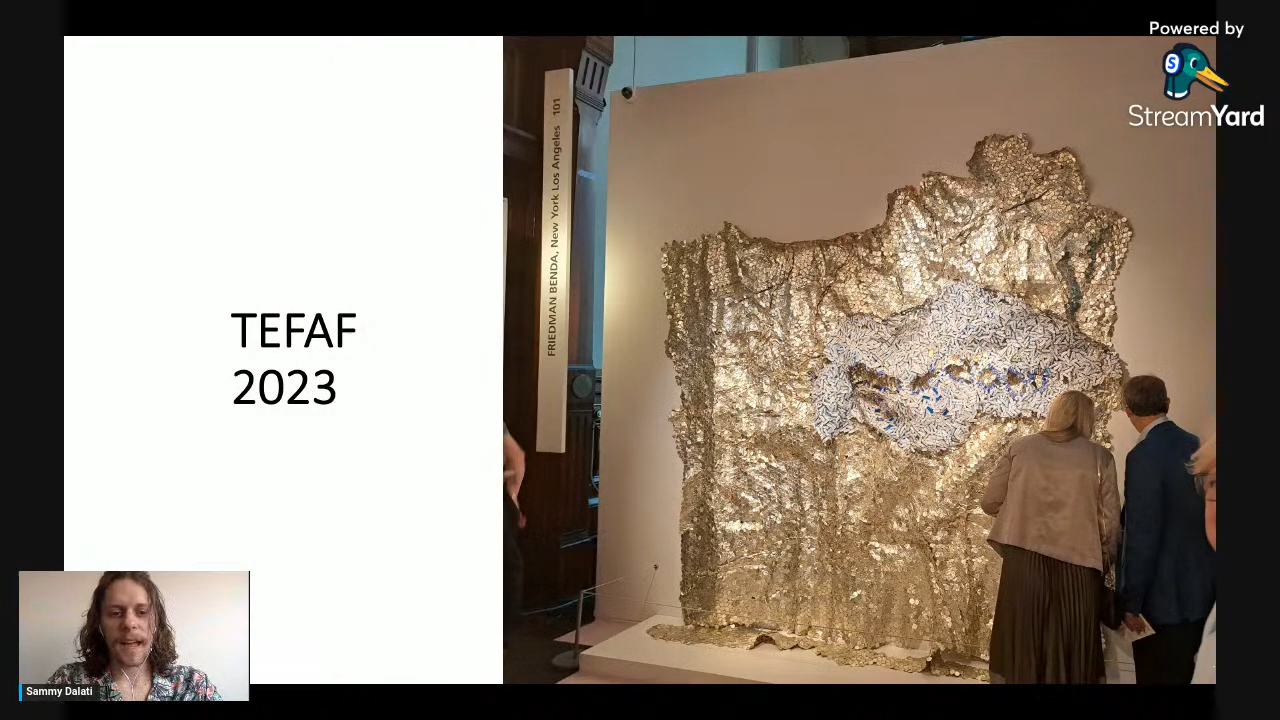 Powered by
StreamYard
FRIEDMAN BENDA, New York Los Angeles 101
TEFAF
2023
Sammy Dalati